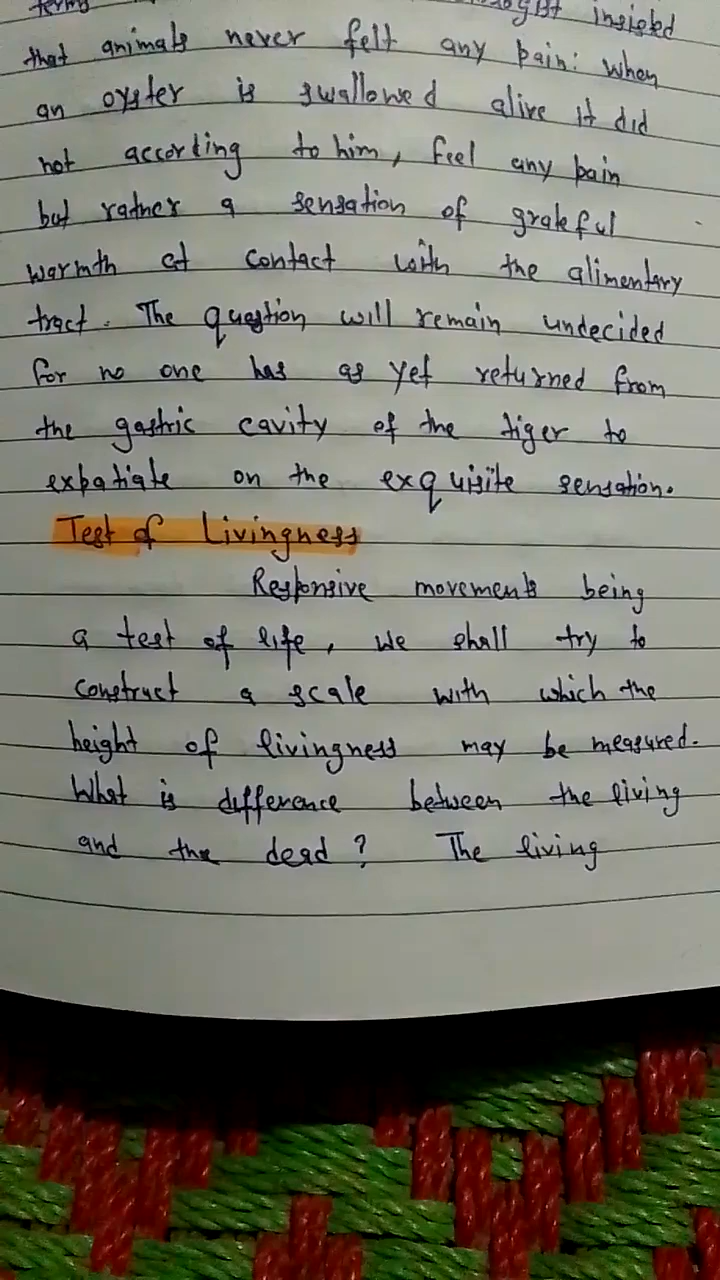 terms insisted
that animals never felt any pain: when
an oyster is swallowed alive it did
not according to him, feel any pain
but rather a sensation of grateful
warmth at contact with the alimentary
tract. The question will remain undecided
for no one has as yet returned from
the gastric cavity of the tiger to
expatiate on the exquisite sensation.
Test of Livingness
Responsive movements being
a test of life, we shall try to
construct a scale with which the
height of livingness may be measured.
What is difference between the living
and the dead? The living